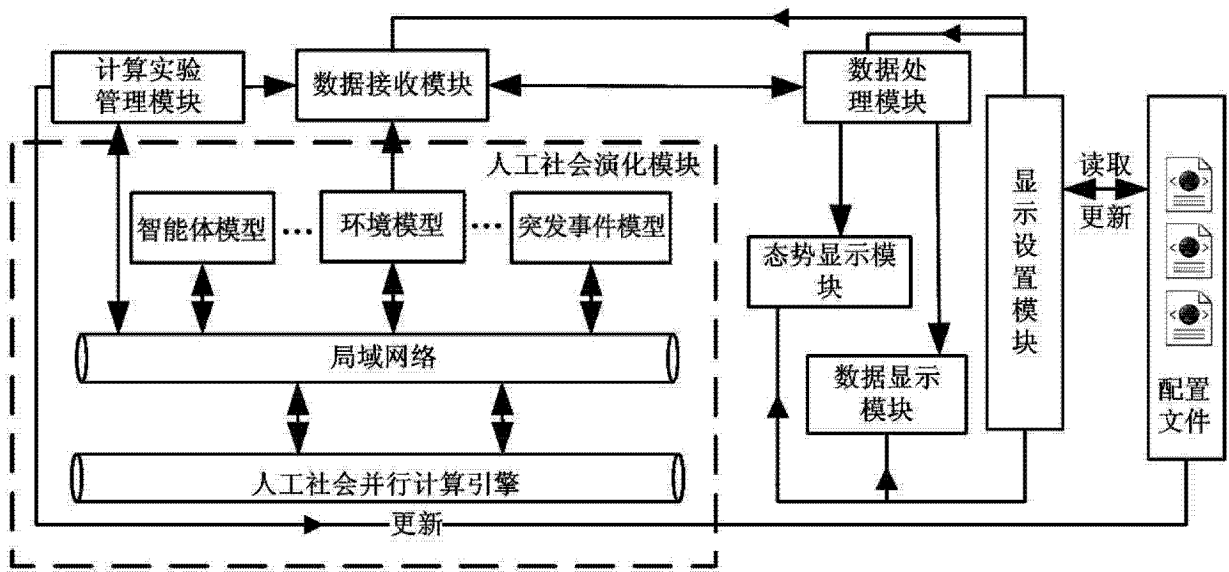 计算实验
管理模块
数据接收模块
数据处
理模块
人工社会演化模块
智能体模型
···
环境模型
···
突发事件模型
局域网络
人工社会并行计算引擎
更新
态势显示模
块
数据显示
模块
显
示
设
置
模
块
读取
更新
配置
文件